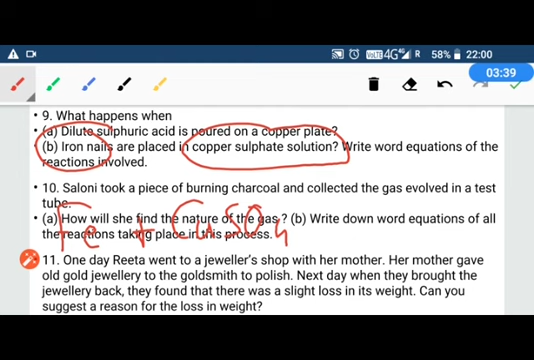 VoLTE 4G 4G R 58% 22:00
03:39
• 9. What happens when
• (a) Dilute sulphuric acid is poured on a copper plate?
• (b) Iron nails are placed in copper sulphate solution? Write word equations of the
reactions involved.
• 10. Saloni took a piece of burning charcoal and collected the gas evolved in a test
tube.
• (a) How will she find the nature of the gas ? (b) Write down word equations of all
the reactions taking place in this process.
Fe + CuSO4
11. One day Reeta went to a jeweller's shop with her mother. Her mother gave
old gold jewellery to the goldsmith to polish. Next day when they brought the
jewellery back, they found that there was a slight loss in its weight. Can you
suggest a reason for the loss in weight?